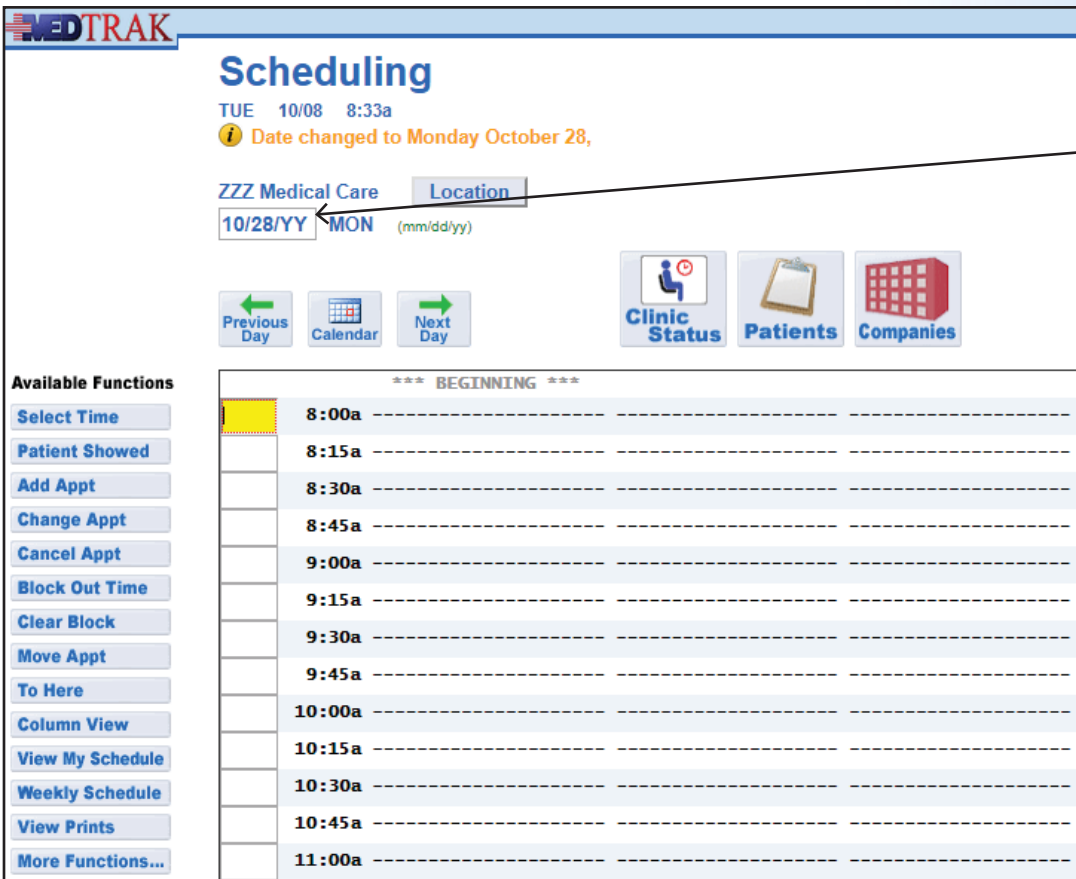 MEDTRAK
Scheduling
TUE 10/08 8:33a
i Date changed to Monday October 28,
ZZZ Medical Care Location
10/28/YY MON (mm/dd/yy)
Previous Day Calendar Next Day Clinic Status Patients Companies
Available Functions
Select Time
Patient Showed
Add Appt
Change Appt
Cancel Appt
Block Out Time
Clear Block
Move Appt
To Here
Column View
View My Schedule
Weekly Schedule
View Prints
More Functions...
*** BEGINNING ***
8:00a --------------------- -------------------- --------------------
8:15a --------------------- -------------------- --------------------
8:30a --------------------- -------------------- --------------------
8:45a --------------------- -------------------- --------------------
9:00a --------------------- -------------------- --------------------
9:15a --------------------- -------------------- --------------------
9:30a --------------------- -------------------- --------------------
9:45a --------------------- -------------------- --------------------
10:00a --------------------- -------------------- --------------------
10:15a --------------------- -------------------- --------------------
10:30a --------------------- -------------------- --------------------
10:45a --------------------- -------------------- --------------------
11:00a --------------------- -------------------- --------------------